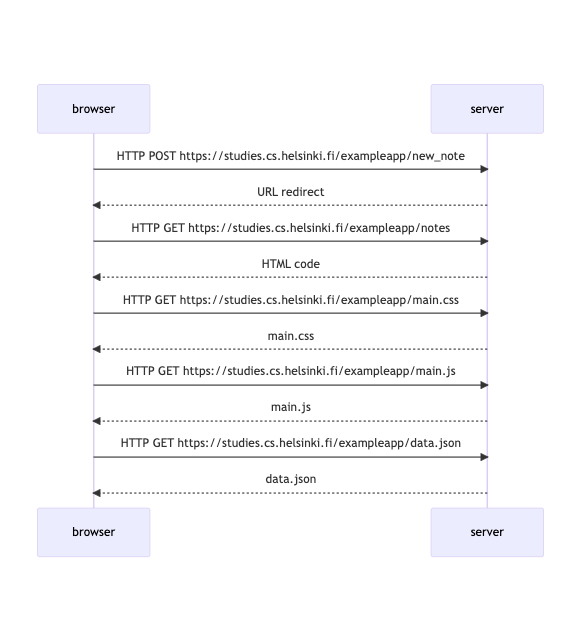 browser server
HTTP POST https://studies.cs.helsinki.fi/exampleapp/new_note
URL redirect
HTTP GET https://studies.cs.helsinki.fi/exampleapp/notes
HTML code
HTTP GET https://studies.cs.helsinki.fi/exampleapp/main.css
main.css
HTTP GET https://studies.cs.helsinki.fi/exampleapp/main.js
main.js
HTTP GET https://studies.cs.helsinki.fi/exampleapp/data.json
data.json
browser server